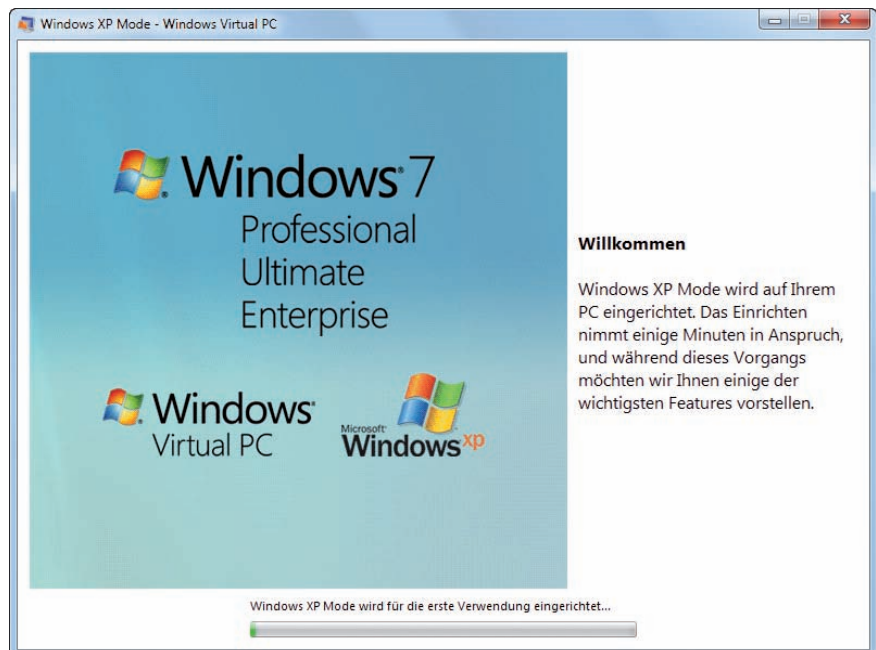 Windows XP Mode - Windows Virtual PC
Windows 7
Professional
Ultimate
Enterprise
Windows
Virtual PC
Microsoft
Windows xp
Willkommen
Windows XP Mode wird auf Ihrem
PC eingerichtet. Das Einrichten
nimmt einige Minuten in Anspruch,
und während dieses Vorgangs
möchten wir Ihnen einige der
wichtigsten Features vorstellen.
Windows XP Mode wird für die erste Verwendung eingerichtet...